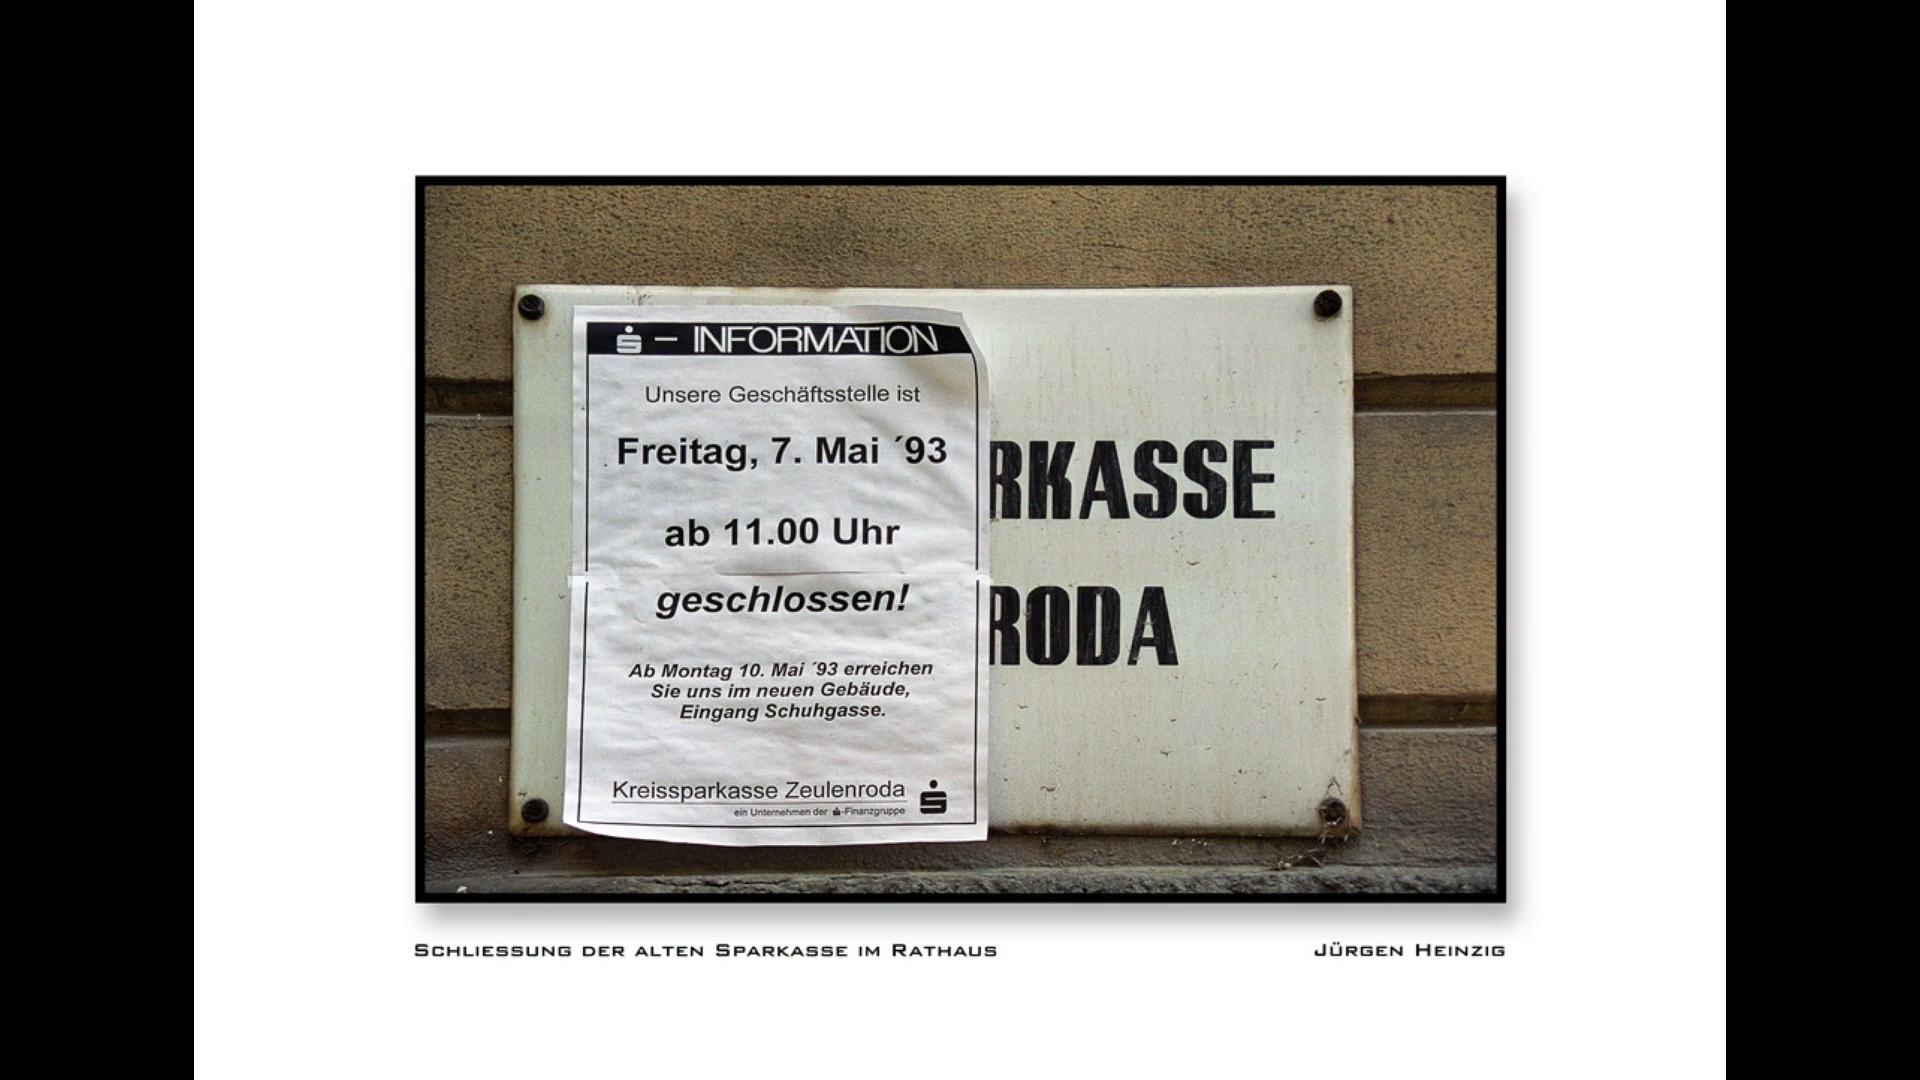 INFORMATION
Unsere Geschäftsstelle ist
Freitag, 7. Mai ´93
ab 11.00 Uhr
geschlossen!
Ab Montag 10. Mai ´93 erreichen
Sie uns im neuen Gebäude,
Eingang Schuhgasse.
Kreissparkasse Zeulenroda
ein Unternehmen der S-Finanzgruppe
RKASSE
RODA
Schliessung der alten Sparkasse im Rathaus
Jürgen Heinzig